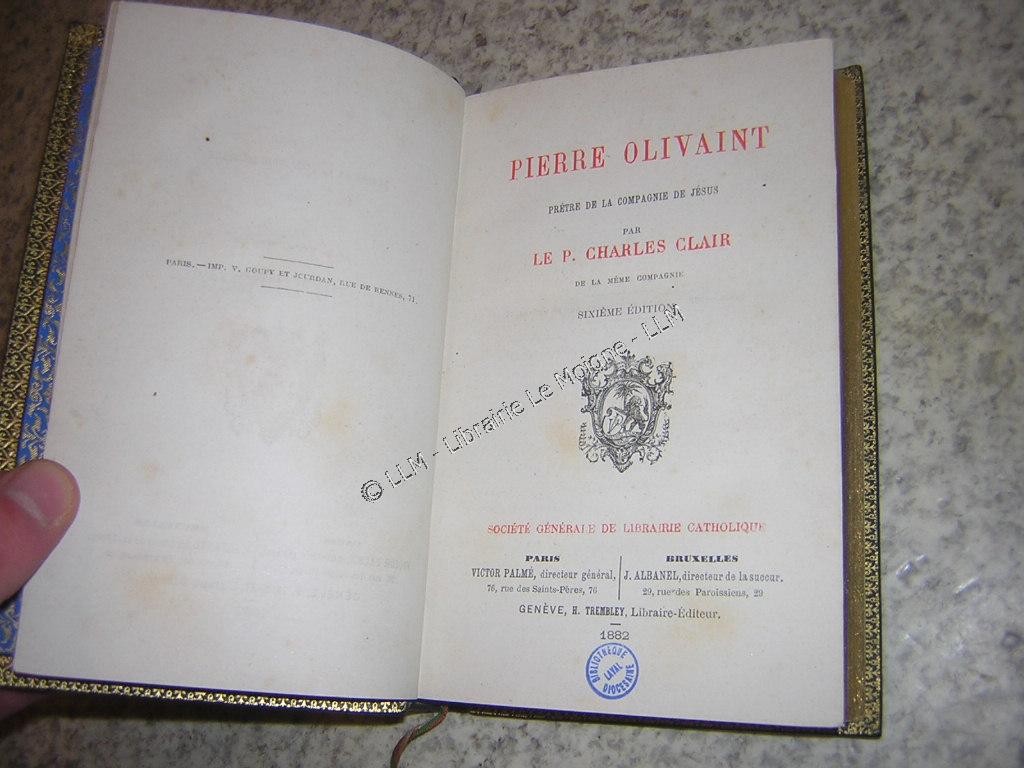 PARIS. — IMP. V. GOUPY ET JOURDAN, RUE DE RENNES, 71.
PIERRE OLIVAINT
PRÊTRE DE LA COMPAGNIE DE JÉSUS
PAR
LE P. CHARLES CLAIR
DE LA MÊME COMPAGNIE
SIXIÈME ÉDITION
© LLM - Librairie Le Moigne - LLM
SOCIÉTÉ GÉNÉRALE DE LIBRAIRIE CATHOLIQUE
PARIS
VICTOR PALMÉ, directeur général,
76, rue des Saints-Pères, 76
BRUXELLES
J. ALBANEL, directeur de la succur.
29, rue des Paroissiens, 29
GENÈVE, H. TREMBLEY, Libraire-Éditeur.
1882
BIBLIOTHÈQUE
LAVAL
DIOCÉSAINE